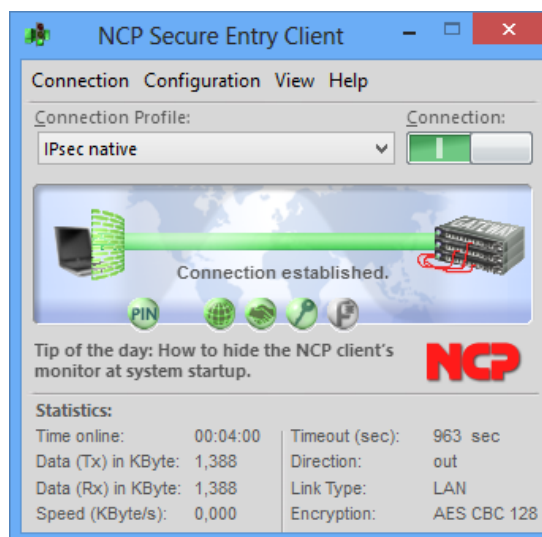 NCP Secure Entry Client
Connection Configuration View Help
Connection Profile: Connection:
IPsec native
GATEWAY
Connection established.
PIN
Tip of the day: How to hide the NCP client's
monitor at system startup.
NCP
Statistics:
Time online: 00:04:00 Timeout (sec): 963 sec
Data (Tx) in KByte: 1,388 Direction: out
Data (Rx) in KByte: 1,388 Link Type: LAN
Speed (KByte/s): 0,000 Encryption: AES CBC 128